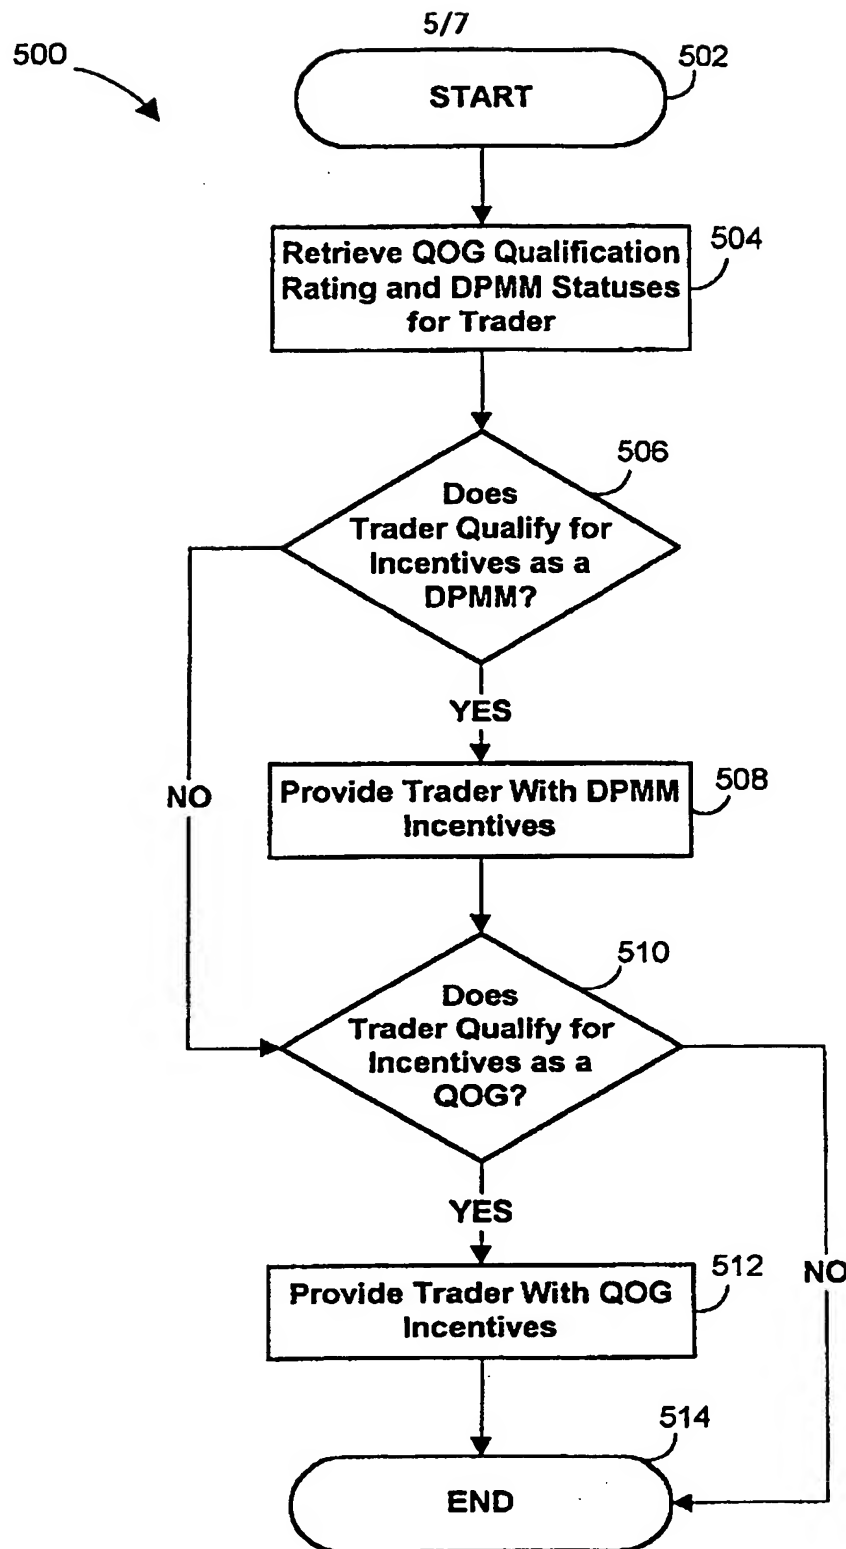 5/7
500
START
502
Retrieve QOG Qualification
Rating and DPMM Statuses
for Trader
504
506
Does
Trader Qualify for
Incentives as a
DPMM?
YES
NO
Provide Trader With DPMM
Incentives
508
510
Does
Trader Qualify for
Incentives as a
QOG?
YES
NO
Provide Trader With QOG
Incentives
512
514
END